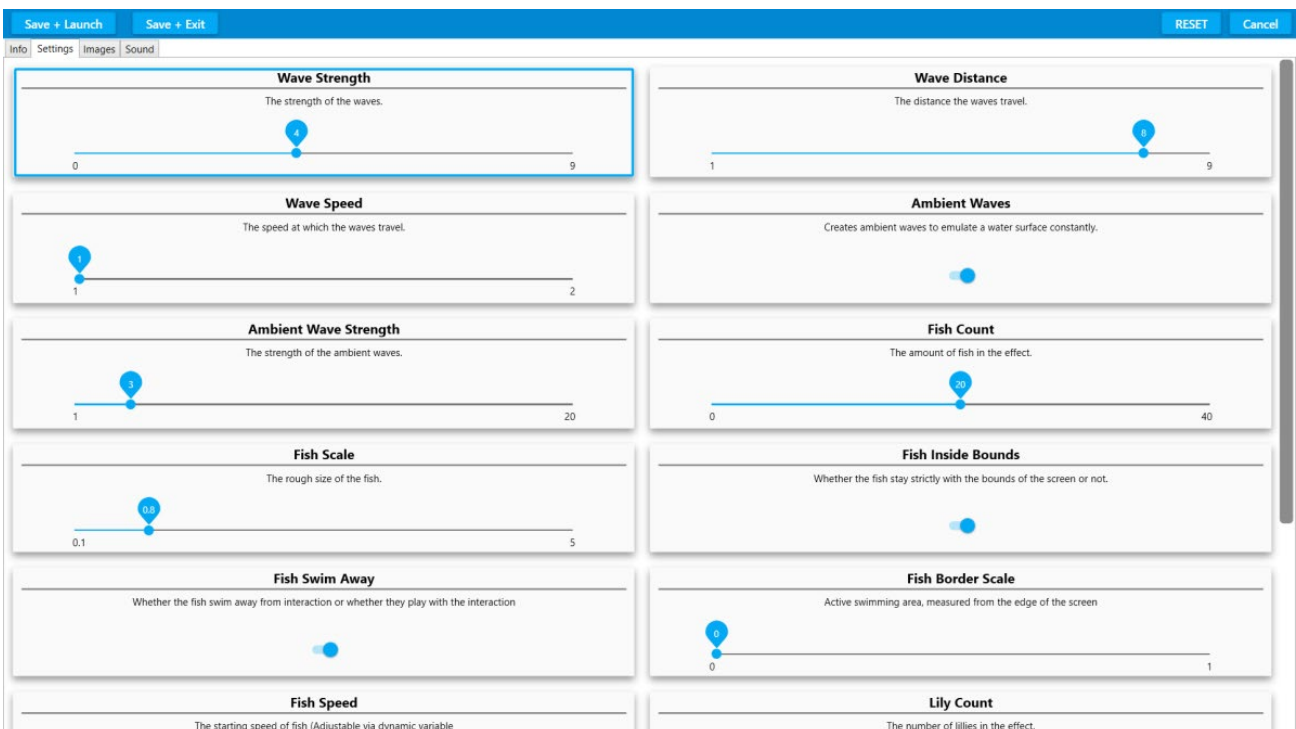 Save + Launch Save + Exit RESET Cancel
Info Settings Images Sound
Wave Strength
The strength of the waves.
4
0 9
Wave Distance
The distance the waves travel.
8
1 9
Wave Speed
The speed at which the waves travel.
1
1 2
Ambient Waves
Creates ambient waves to emulate a water surface constantly.
Ambient Wave Strength
The strength of the ambient waves.
3
1 20
Fish Count
The amount of fish in the effect.
20
0 40
Fish Scale
The rough size of the fish.
0.8
0.1 5
Fish Inside Bounds
Whether the fish stay strictly with the bounds of the screen or not.
Fish Swim Away
Whether the fish swim away from interaction or whether they play with the interaction
Fish Border Scale
Active swimming area, measured from the edge of the screen
0
0 1
Fish Speed
The starting speed of fish (Adjustable via dynamic variable
Lily Count
The number of lillies in the effect.